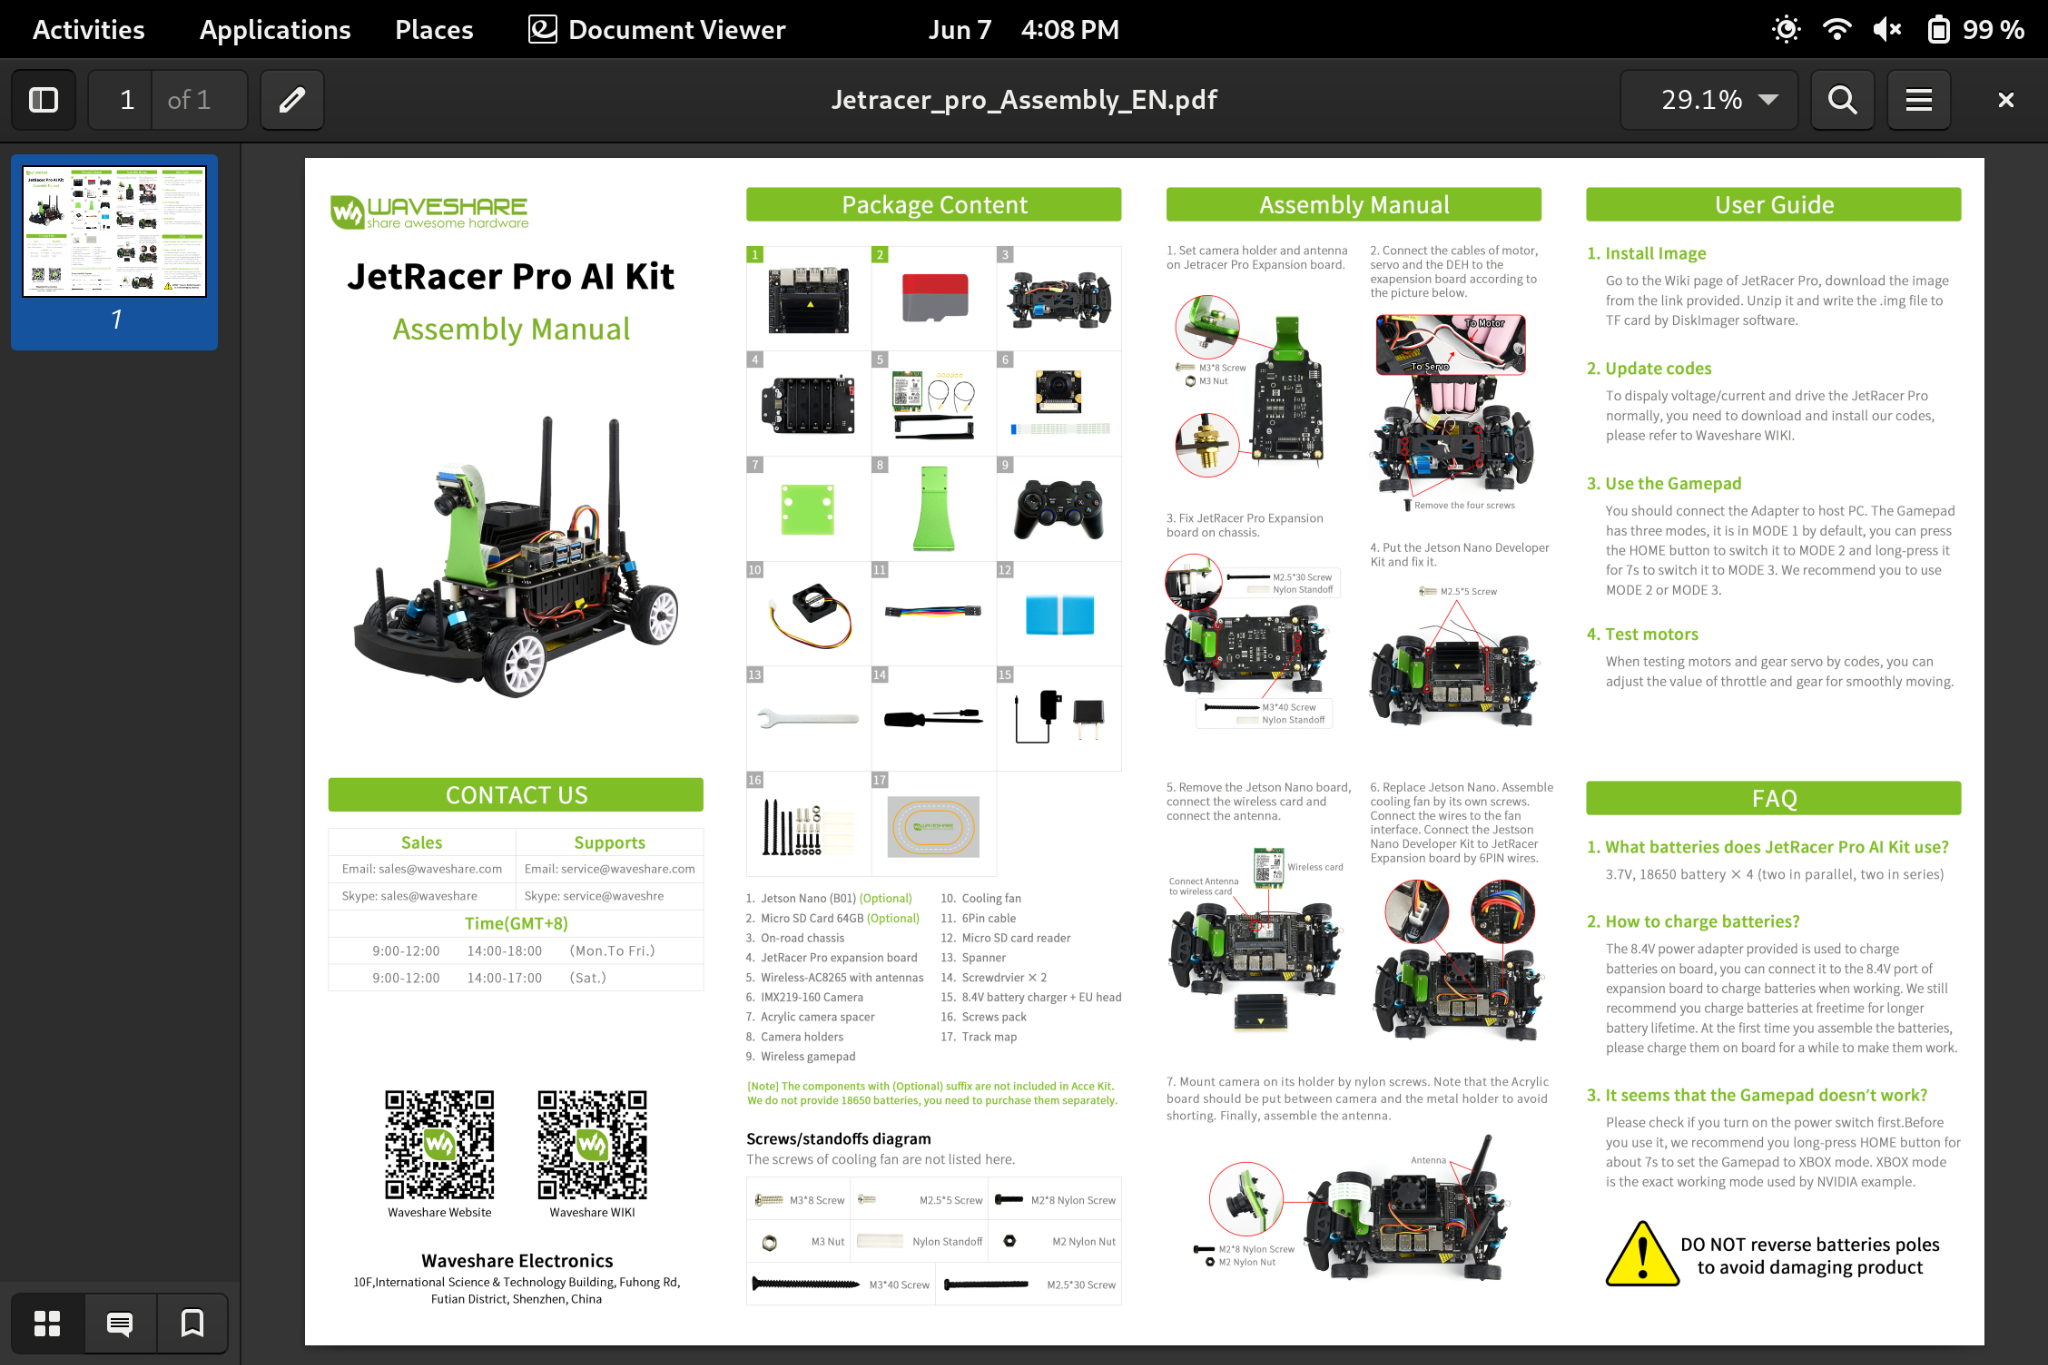 Activities Applications Places Document Viewer Jun 7 4:08 PM 99 %
1 of 1 Jetracer_pro_Assembly_EN.pdf 29.1%
1
WAVESHARE
share awesome hardware
JetRacer Pro AI Kit
Assembly Manual
CONTACT US
Sales Supports
Email: sales@waveshare.com Email: service@waveshare.com
Skype: sales@waveshare Skype: service@waveshre
Time(GMT+8)
9:00-12:00 14:00-18:00 (Mon.To Fri.)
9:00-12:00 14:00-17:00 (Sat.)
Waveshare Website Waveshare WIKI
Waveshare Electronics
10F,International Science & Technology Building, Fuhong Rd,
Futian District, Shenzhen, China
Package Content
1 2 3
4 5 6
7 8 9
10 11 12
13 14 15
16 17
1. Jetson Nano (B01) (Optional)
2. Micro SD Card 64GB (Optional)
3. On-road chassis
4. JetRacer Pro expansion board
5. Wireless-AC8265 with antennas
6. IMX219-160 Camera
7. Acrylic camera spacer
8. Camera holders
9. Wireless gamepad
10. Cooling fan
11. 6Pin cable
12. Micro SD card reader
13. Spanner
14. Screwdrvier × 2
15. 8.4V battery charger + EU head
16. Screws pack
17. Track map
[Note] The components with (Optional) suffix are not included in Acce Kit.
We do not provide 18650 batteries, you need to purchase them separately.
Screws/standoffs diagram
The screws of cooling fan are not listed here.
M3*8 Screw M2.5*5 Screw M2*8 Nylon Screw
M3 Nut Nylon Standoff M2 Nylon Nut
M3*40 Screw M2.5*30 Screw
Assembly Manual
1. Set camera holder and antenna
on Jetracer Pro Expansion board.
M3*8 Screw
M3 Nut
2. Connect the cables of motor,
servo and the DEH to the
exapension board according to
the picture below.
To Motor
To Servo
Remove the four screws
3. Fix JetRacer Pro Expansion
board on chassis.
M2.5*30 Screw
Nylon Standoff
M3*40 Screw
Nylon Standoff
4. Put the Jetson Nano Developer
Kit and fix it.
M2.5*5 Screw
5. Remove the Jetson Nano board,
connect the wireless card and
connect the antenna.
Wireless card
Connect Antenna
to wireless card
6. Replace Jetson Nano. Assemble
cooling fan by its own screws.
Connect the wires to the fan
interface. Connect the Jestson
Nano Developer Kit to JetRacer
Expansion board by 6PIN wires.
7. Mount camera on its holder by nylon screws. Note that the Acrylic
board should be put between camera and the metal holder to avoid
shorting. Finally, assemble the antenna.
Antenna
M2*8 Nylon Screw
M2 Nylon Nut
User Guide
1. Install Image
Go to the Wiki page of JetRacer Pro, download the image
from the link provided. Unzip it and write the .img file to
TF card by DiskImager software.
2. Update codes
To dispaly voltage/current and drive the JetRacer Pro
normally, you need to download and install our codes,
please refer to Waveshare WIKI.
3. Use the Gamepad
You should connect the Adapter to host PC. The Gamepad
has three modes, it is in MODE 1 by default, you can press
the HOME button to switch it to MODE 2 and long-press it
for 7s to switch it to MODE 3. We recommend you to use
MODE 2 or MODE 3.
4. Test motors
When testing motors and gear servo by codes, you can
adjust the value of throttle and gear for smoothly moving.
FAQ
1. What batteries does JetRacer Pro AI Kit use?
3.7V, 18650 battery × 4 (two in parallel, two in series)
2. How to charge batteries?
The 8.4V power adapter provided is used to charge
batteries on board, you can connect it to the 8.4V port of
expansion board to charge batteries when working. We still
recommend you charge batteries at freetime for longer
battery lifetime. At the first time you assemble the batteries,
please charge them on board for a while to make them work.
3. It seems that the Gamepad doesn't work?
Please check if you turn on the power switch first.Before
you use it, we recommend you long-press HOME button for
about 7s to set the Gamepad to XBOX mode. XBOX mode
is the exact working mode used by NVIDIA example.
DO NOT reverse batteries poles
to avoid damaging product